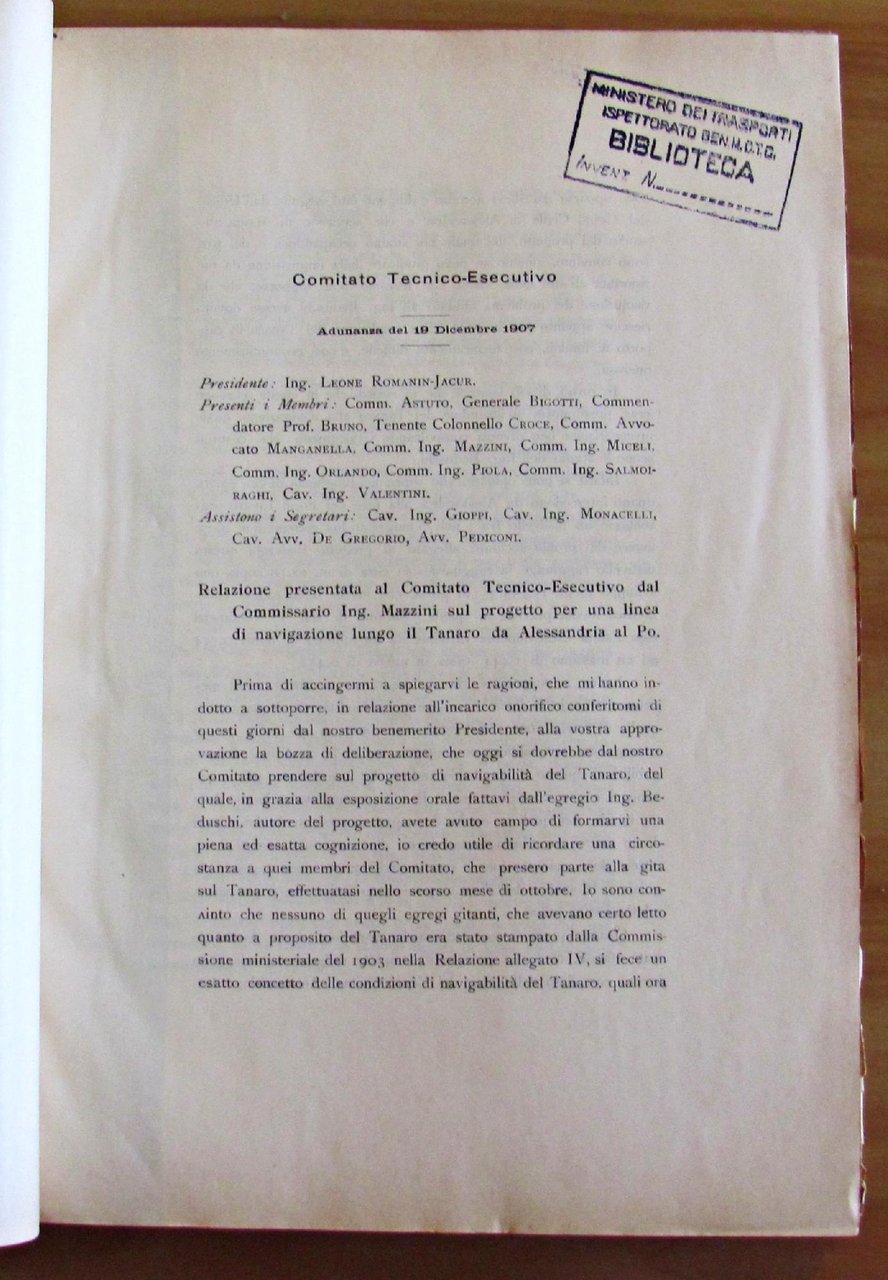 MINISTERO DEI TRASPORTI
ISPETTORATO GEN. M.C.T.C.
BIBLIOTECA
INVENT. N.
Comitato Tecnico-Esecutivo
Adunanza del 19 Dicembre 1907
Presidente: Ing. LEONE ROMANIN-JACUR.
Presenti i Membri: Comm. ASTUTO, Generale BIGOTTI, Commen-
datore Prof. BRUNO, Tenente Colonnello CROCE, Comm. Avvo-
cato MANGANELLA, Comm. Ing. MAZZINI, Comm. Ing. MICELI,
Comm. Ing. ORLANDO, Comm. Ing. PIOLA, Comm. Ing. SALMOI-
RAGHI, Cav. Ing. VALENTINI.
Assistono i Segretari: Cav. Ing. GIOPPI, Cav. Ing. MONACELLI,
Cav. Avv. DE GREGORIO, Avv. PEDICONI.
Relazione presentata al Comitato Tecnico-Esecutivo dal
Commissario Ing. Mazzini sul progetto per una linea
di navigazione lungo il Tanaro da Alessandria al Po.
Prima di accingermi a spiegarvi le ragioni, che mi hanno in-
dotto a sottoporre, in relazione all'incarico onorifico conferitomi di
questi giorni dal nostro benemerito Presidente, alla vostra appro-
vazione la bozza di deliberazione, che oggi si dovrebbe dal nostro
Comitato prendere sul progetto di navigabilità del Tanaro, del
quale, in grazia alla esposizione orale fattavi dall'egregio Ing. Be-
duschi, autore del progetto, avete avuto campo di formarvi una
piena ed esatta cognizione, io credo utile di ricordare una circo-
stanza a quei membri del Comitato, che presero parte alla gita
sul Tanaro, effettuatasi nello scorso mese di ottobre. Io sono con-
vinto che nessuno di quegli egregi gitanti, che avevano certo letto
quanto a proposito del Tanaro era stato stampato dalla Commis-
sione ministeriale del 1903 nella Relazione allegato IV, si fece un
esatto concetto delle condizioni di navigabilità del Tanaro, quali ora